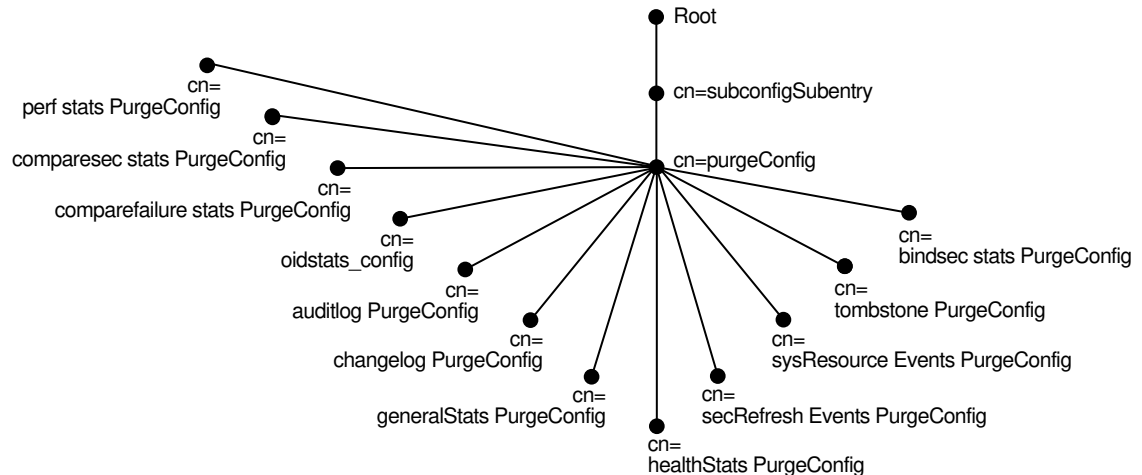 Root
cn=subconfigSubentry
cn=purgeConfig
cn=
perf stats PurgeConfig
cn=
comparesec stats PurgeConfig
cn=
comparefailure stats PurgeConfig
cn=
oidstats_config
cn=
auditlog PurgeConfig
cn=
changelog PurgeConfig
cn=
generalStats PurgeConfig
cn=
healthStats PurgeConfig
cn=
secRefresh Events PurgeConfig
cn=
sysResource Events PurgeConfig
cn=
tombstone PurgeConfig
cn=
bindsec stats PurgeConfig